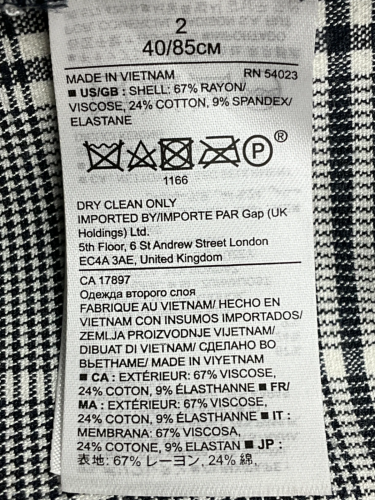 2
40/85см
MADE IN VIETNAM RN 54023
■ US/GB : SHELL: 67% RAYON/
VISCOSE, 24% COTTON, 9% SPANDEX/
ELASTANE
P ®
1166
DRY CLEAN ONLY
IMPORTED BY/IMPORTE PAR Gap (UK
Holdings) Ltd.
5th Floor, 6 St Andrew Street London
EC4A 3AE, United Kingdom
CA 17897
Одежда второго слоя
FABRIQUE AU VIETNAM/ HECHO EN
VIETNAM CON INSUMOS IMPORTADOS/
ZEMLJA PROIZVODNJE VIJETNAM/
DIBUAT DI VIETNAM/ СДЕЛАНО ВО
ВЬЕТНАМЕ/ MADE IN VIYETNAM
■ CA : EXTÉRIEUR: 67% VISCOSE,
24% COTON, 9% ÉLASTHANNE ■ FR/
MA : EXTÉRIEUR: 67% VISCOSE,
24% COTON, 9% ÉLASTHANNE ■ IT :
MEMBRANA: 67% VISCOSA,
24% COTONE, 9% ELASTAN ■ JP :
表地: 67% レーヨン, 24% 綿,